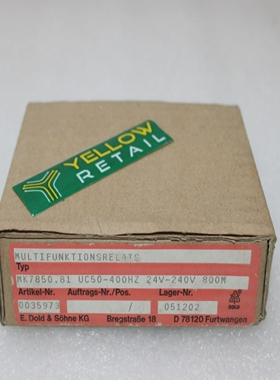 YELLOW
RETAIL
MULTIFUNKTIONSRELAIS
Typ
MK7850.81 UC50-400HZ 24V-240V 800M
Artikel-Nr. Auftrags-Nr./Pos. Lager-Nr.
0035973 / 051202
E. Dold & Söhne KG Bregstraße 18 D 78120 Furtwangen